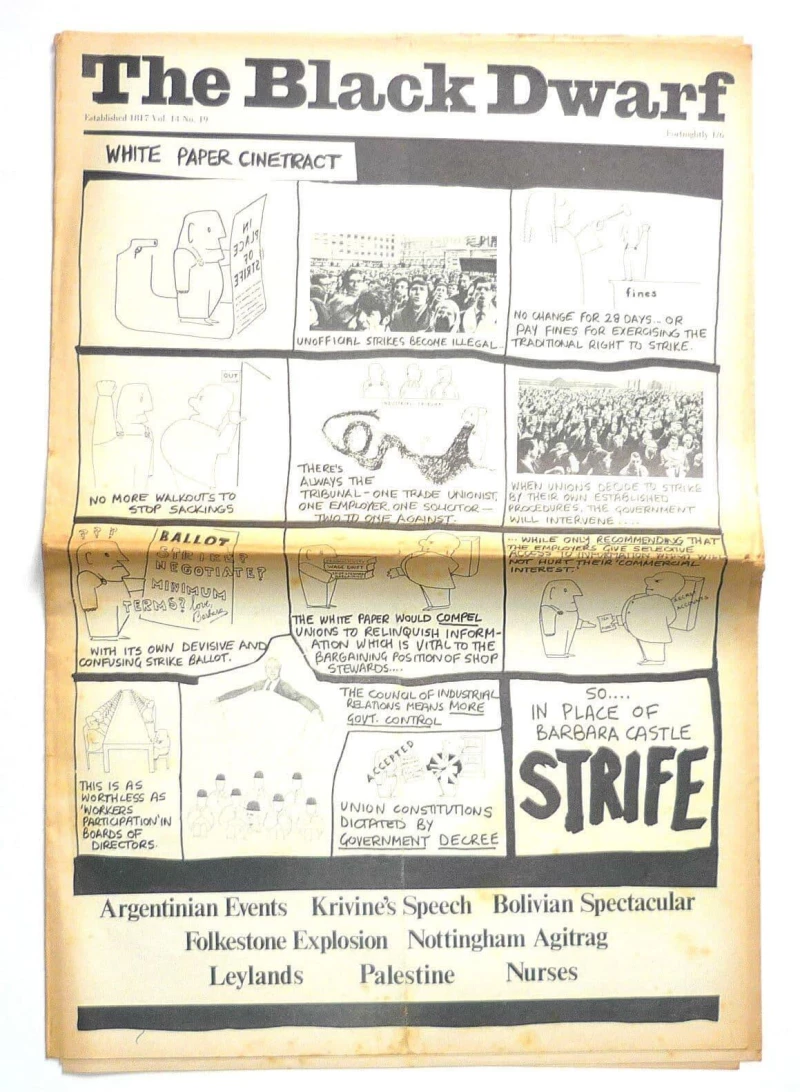 The Black Dwarf
Established 1817 Vol. 14 No. 19
Fortnightly 1/6
WHITE PAPER CINETRACT
IN
PLACE
OF
STRIFE
UNOFFICIAL STRIKES BECOME ILLEGAL
fines
NO CHANGE FOR 28 DAYS... OR
PAY FINES FOR EXERCISING THE
TRADITIONAL RIGHT TO STRIKE.
OUT
NO MORE WALKOUTS TO
STOP SACKINGS
THERE'S
ALWAYS THE
TRIBUNAL - ONE TRADE UNIONIST,
ONE EMPLOYER, ONE SOLICITOR -
TWO TO ONE AGAINST.
WHEN UNIONS DECIDE TO STRIKE
BY THEIR OWN ESTABLISHED
PROCEDURES, THE GOVERNMENT
WILL INTERVENE ....
? ? ?
BALLOT
STRIKE?
NEGOTIATE?
MINIMUM
TERMS?
love
Barbara
WITH ITS OWN DEVISIVE AND
CONFUSING STRIKE BALLOT.
THE WHITE PAPER WOULD COMPEL
UNIONS TO RELINQUISH INFORM-
ATION WHICH IS VITAL TO THE
BARGAINING POSITION OF SHOP
STEWARDS....
... WHILE ONLY RECOMMENDING THAT
THE EMPLOYERS GIVE SELECTIVE
ACCESS TO INFORMATION
NOT HURT THEIR 'COMMERCIAL
INTEREST.'
SECRET
ACCOUNTS
THIS IS AS
WORTHLESS AS
'WORKERS
PARTICIPATION' IN
BOARDS OF
DIRECTORS.
THE COUNCIL OF INDUSTRIAL
RELATIONS MEANS MORE
GOVT. CONTROL
ACCEPTED
UNION CONSTITUTIONS
DICTATED BY
GOVERNMENT DECREE
SO....
IN PLACE OF
BARBARA CASTLE
STRIFE
Argentinian Events Krivine's Speech Bolivian Spectacular
Folkestone Explosion Nottingham Agitrag
Leylands Palestine Nurses